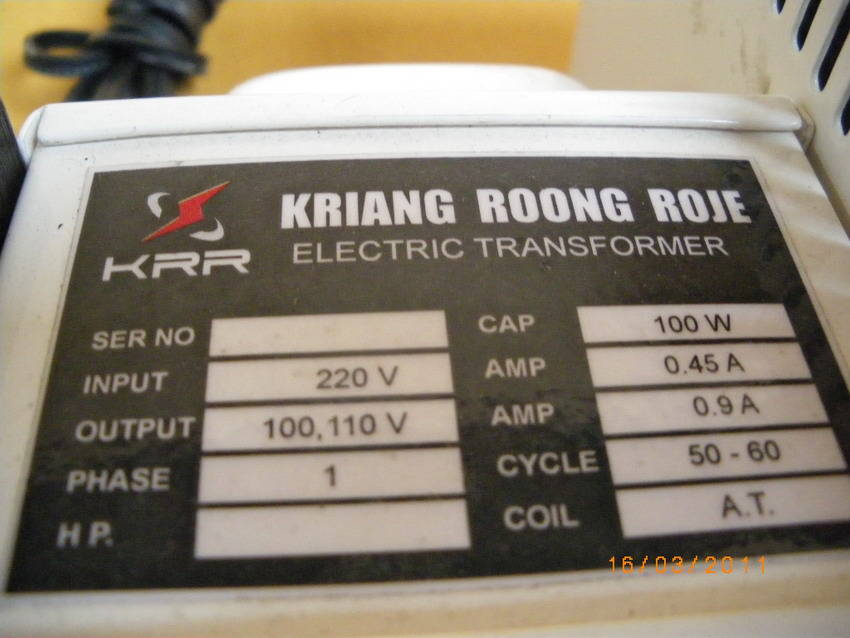 KRR
KRIANG ROONG ROJE
ELECTRIC TRANSFORMER
SER NO
CAP 100 W
INPUT 220 V
AMP 0.45 A
OUTPUT 100,110 V
AMP 0.9 A
PHASE 1
CYCLE 50 - 60
H P.
COIL A.T.
16/03/2011